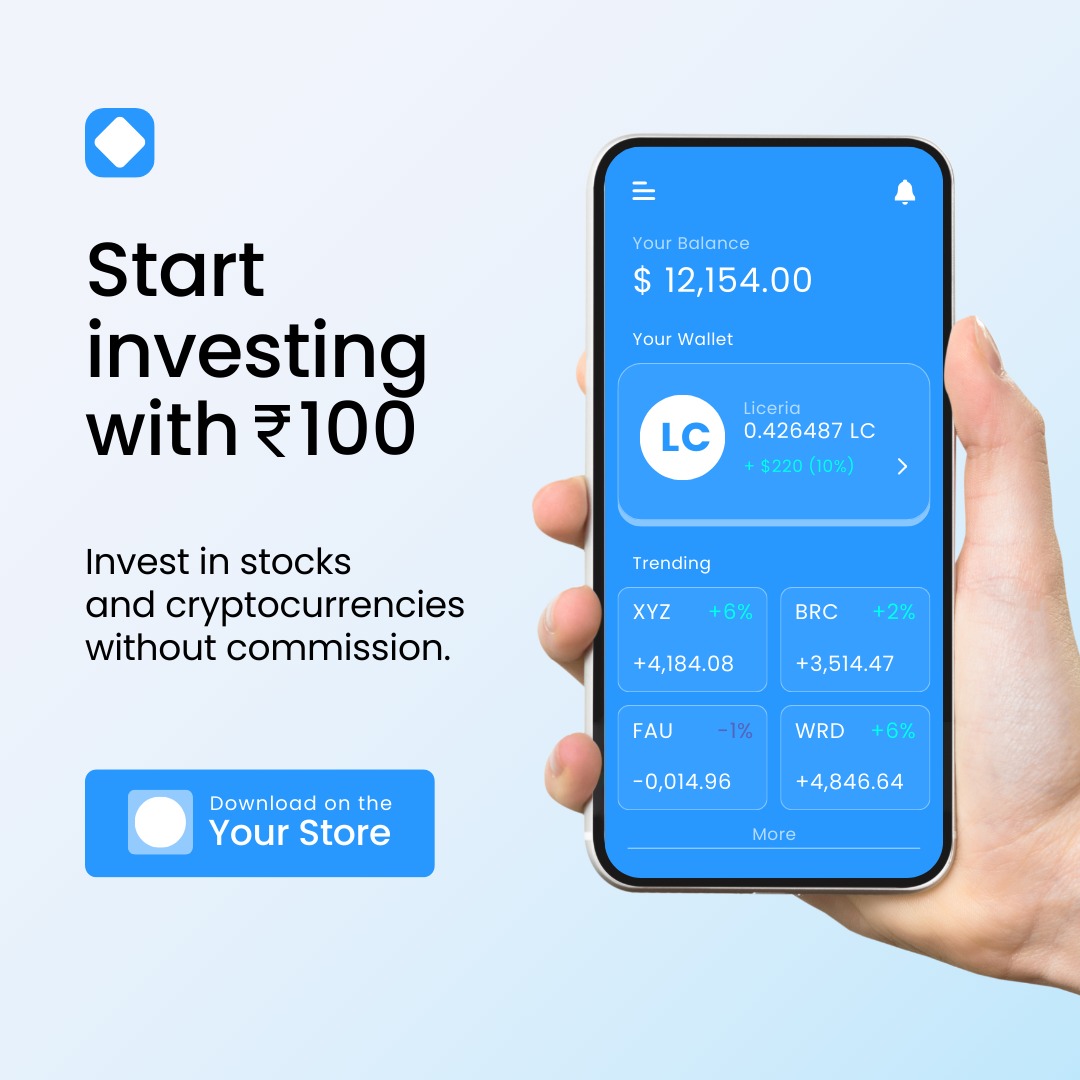 Start
investing
with ₹100
Invest in stocks
and cryptocurrencies
without commission.
Download on the
Your Store
Your Balance
$ 12,154.00
Your Wallet
LC
Liceria
0.426487 LC
+ $220 (10%)
Trending
XYZ +6%
+4,184.08
BRC +2%
+3,514.47
FAU -1%
-0,014.96
WRD +6%
+4,846.64
More